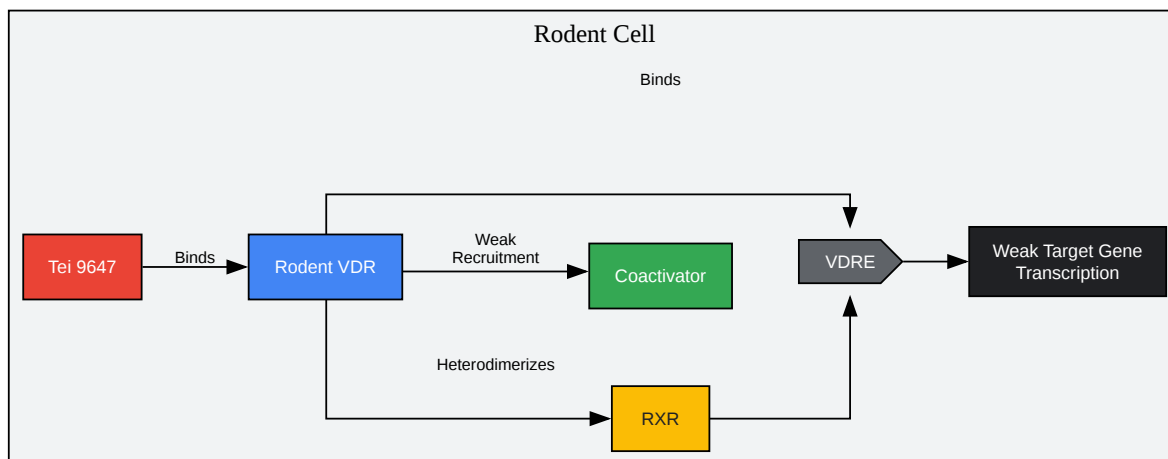 Rodent Cell
Binds
Tei 9647
Binds
Rodent VDR
Weak
Recruitment
Coactivator
VDRE
Weak Target Gene
Transcription
Heterodimerizes
RXR